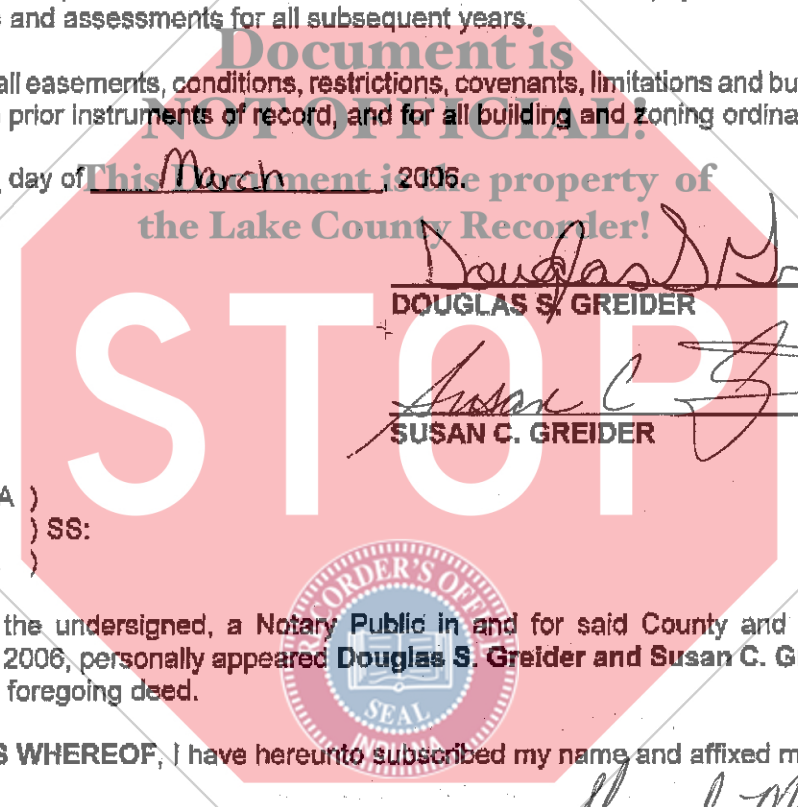 and assessments for all subsequent years.
Document is
all easements, conditions, restrictions, covenants, limitations and bu
prior instruments of record, and for all building and zoning ordina
NOT OFFICIAL!
day of March, 2006.
This Document is the property of
the Lake County Recorder!
Douglas S
DOUGLAS S. GREIDER
STOP
Susan C
SUSAN C. GREIDER
A )
) SS:
)
RECORDER'S OFFICE
SEAL
INDIANA
the undersigned, a Notary Public in and for said County and
2006, personally appeared Douglas S. Greider and Susan C. G
foregoing deed.
S WHEREOF, I have hereunto subscribed my name and affixed m